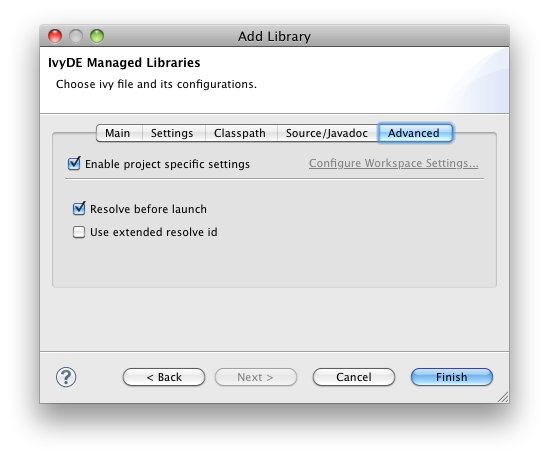 Add Library
IvyDE Managed Libraries
Choose ivy file and its configurations.
Main Settings Classpath Source/Javadoc Advanced
Enable project specific settings Configure Workspace Settings...
Resolve before launch
Use extended resolve id
? < Back Next > Cancel Finish